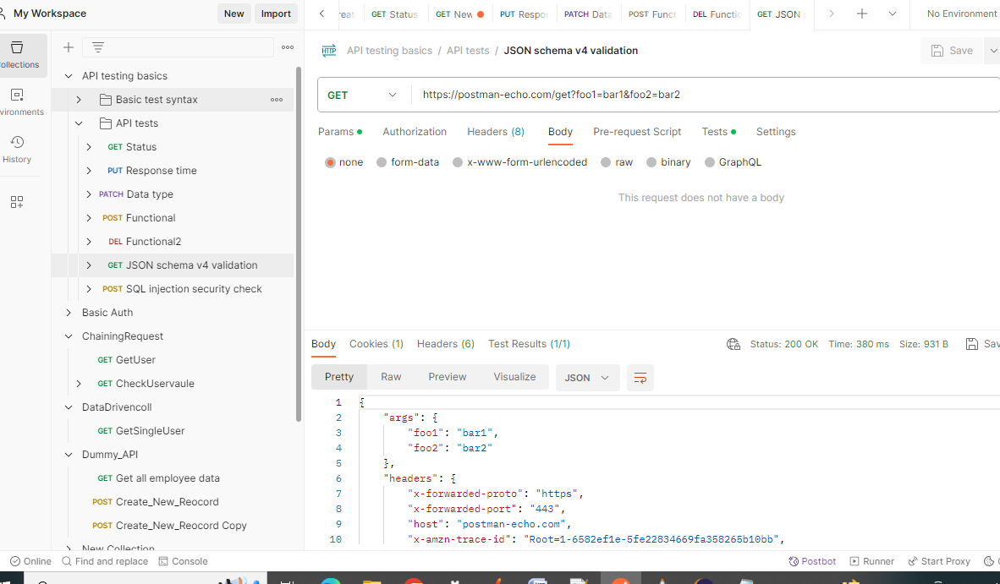 My Workspace
New
Import
GET Status
GET New
PUT Respo
PATCH Data
POST Funct
DEL Functio
GET JSON s
No Environment
Collections
API testing basics / API tests / JSON schema v4 validation
Save
API testing basics
GET
https://postman-echo.com/get?foo1=bar1&foo2=bar2
Basic test syntax
vironments
API tests
Params
Authorization
Headers (8)
Body
Pre-request Script
Tests
Settings
GET Status
History
none
form-data
x-www-form-urlencoded
raw
binary
GraphQL
PUT Response time
PATCH Data type
This request does not have a body
POST Functional
DEL Functional2
GET JSON schema v4 validation
POST SQL injection security check
Basic Auth
ChainingRequest
Body
Cookies (1)
Headers (6)
Test Results (1/1)
Status: 200 OK
Time: 380 ms
Size: 931 B
Sav
GET GetUser
Pretty
Raw
Preview
Visualize
JSON
GET CheckUservaule
DataDrivencoll
GET GetSingleUser
Dummy_API
GET Get all employee data
POST Create_New_Reocord
POST Create_New_Reocord Copy
New Collection
1 {
2 "args": {
3 "foo1": "bar1",
4 "foo2": "bar2"
5 },
6 "headers": {
7 "x-forwarded-proto": "https",
8 "x-forwarded-port": "443",
9 "host": "postman-echo.com",
10 "x-amzn-trace-id": "Root=1-6582ef1e-5fe22834669fa358265b10bb",
Online
Find and replace
Console
Postbot
Runner
Start Proxy